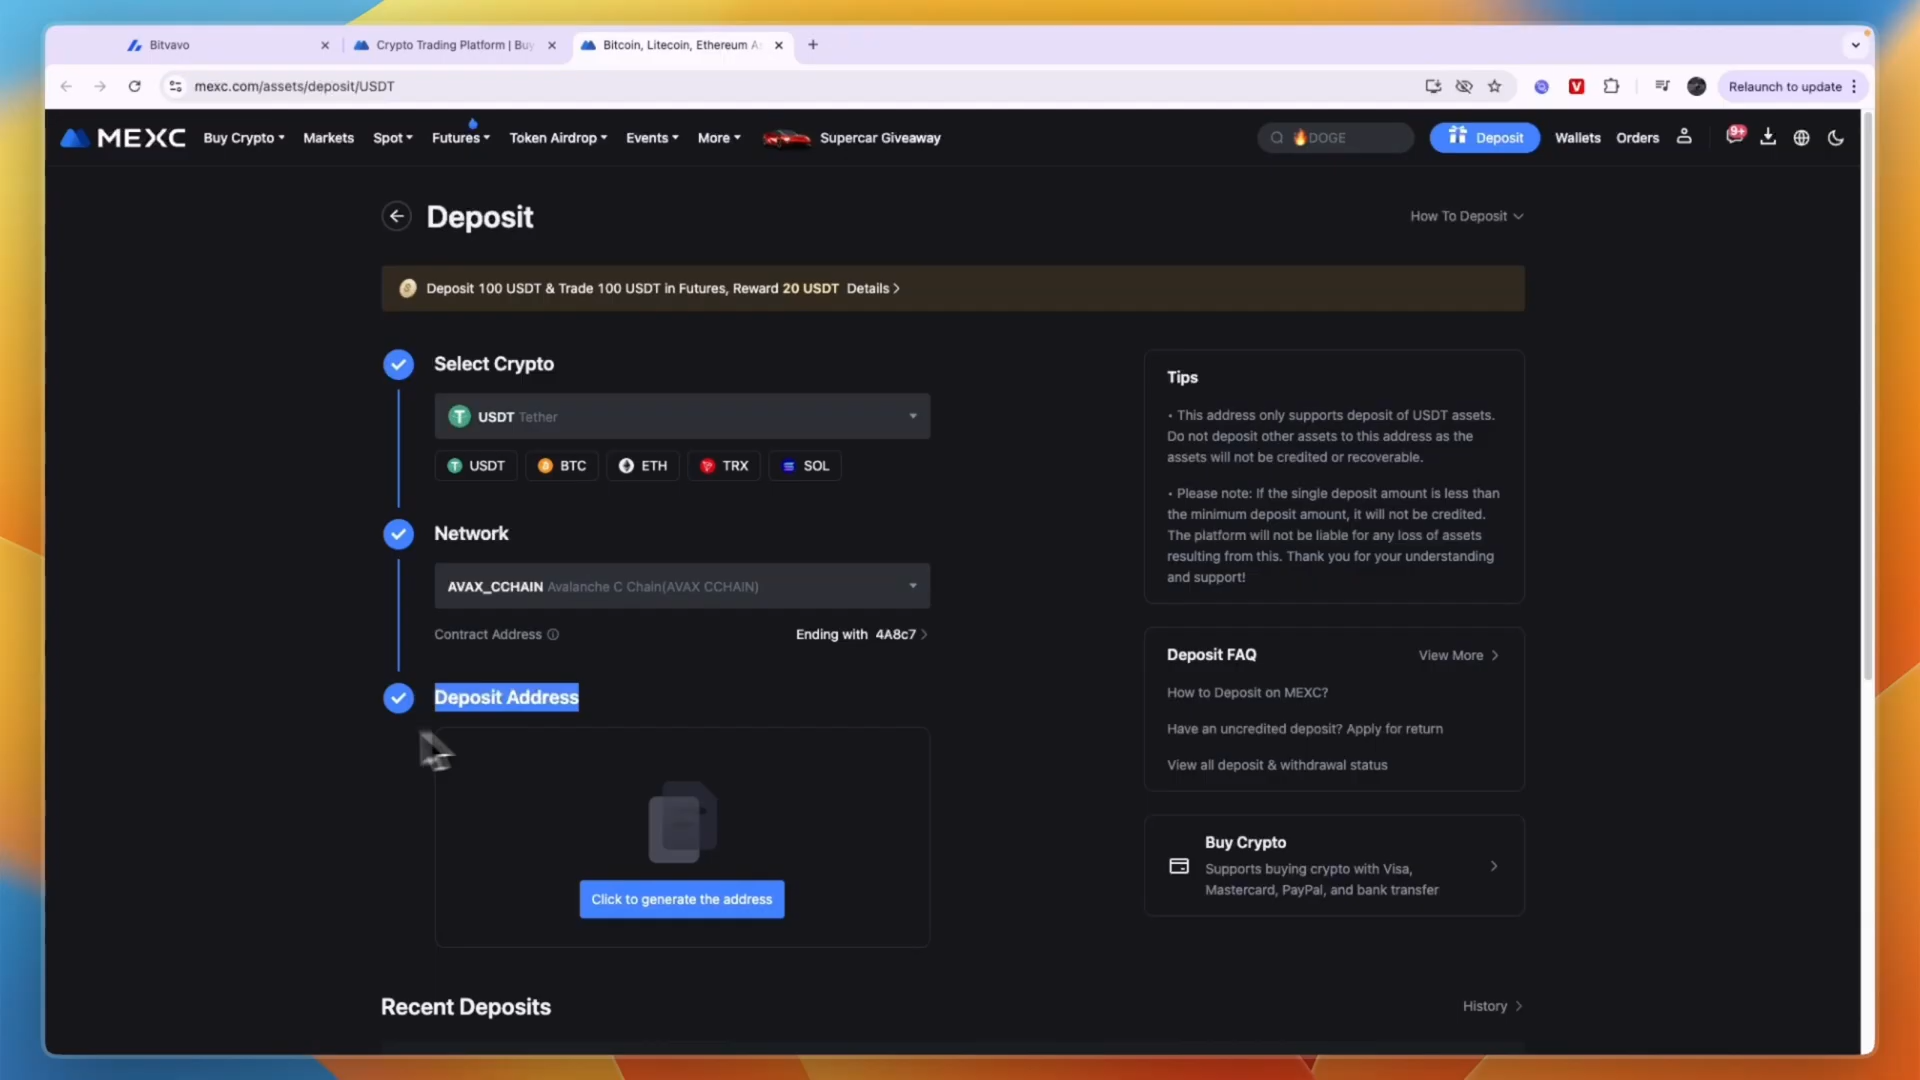 Bitvavo
Crypto Trading Platform | Buy
Bitcoin, Litecoin, Ethereum A
mexc.com/assets/deposit/USDT
Relaunch to update
MEXC
Buy Crypto
Markets
Spot
Futures
Token Airdrop
Events
More
Supercar Giveaway
DOGE
Deposit
Wallets
Orders
9+
Deposit
How To Deposit
Deposit 100 USDT & Trade 100 USDT in Futures, Reward 20 USDT Details
Select Crypto
USDT Tether
USDT
BTC
ETH
TRX
SOL
Network
AVAX_CCHAIN Avalanche C Chain(AVAX CCHAIN)
Contract Address
Ending with 4A8c7
Deposit Address
Click to generate the address
Tips
• This address only supports deposit of USDT assets.
Do not deposit other assets to this address as the
assets will not be credited or recoverable.
• Please note: If the single deposit amount is less than
the minimum deposit amount, it will not be credited.
The platform will not be liable for any loss of assets
resulting from this. Thank you for your understanding
and support!
Deposit FAQ
View More
How to Deposit on MEXC?
Have an uncredited deposit? Apply for return
View all deposit & withdrawal status
Buy Crypto
Supports buying crypto with Visa,
Mastercard, PayPal, and bank transfer
Recent Deposits
History